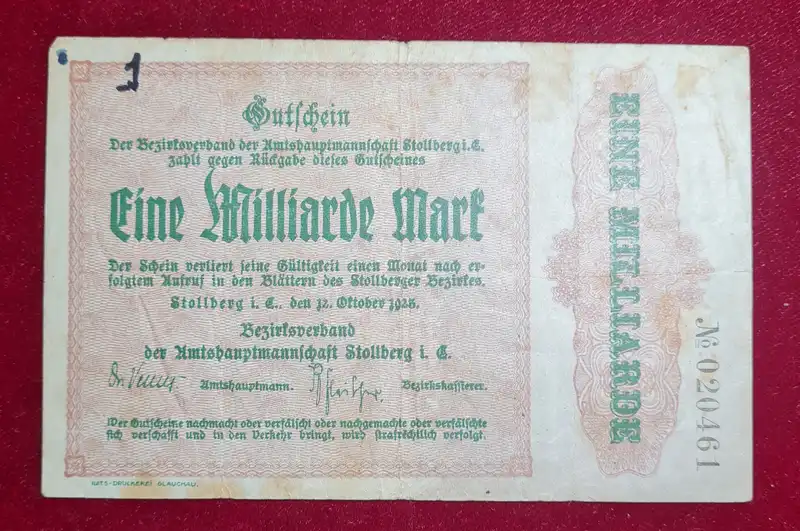 1
Gutschein
Der Bezirksverband der Amtshauptmannschaft Stollberg i. E.
zahlt gegen Rückgabe dieses Gutscheines
Eine Milliarde Mark
Der Schein verliert seine Gültigkeit einen Monat nach er-
folgtem Aufruf in den Blättern des Stollberger Bezirkes.
Stollberg i. E., den 12. Oktober 1923.
Bezirksverband
der Amtshauptmannschaft Stollberg i. E.
Amtshauptmann. Bezirkskassierer.
Wer Gutscheine nachmacht oder verfälscht oder nachgemachte oder verfälschte
sich verschafft und in den Verkehr bringt, wird strafrechtlich verfolgt.
RATS-DRUCKEREI GLAUCHAU.
EINE MILLIARDE
№ 020461